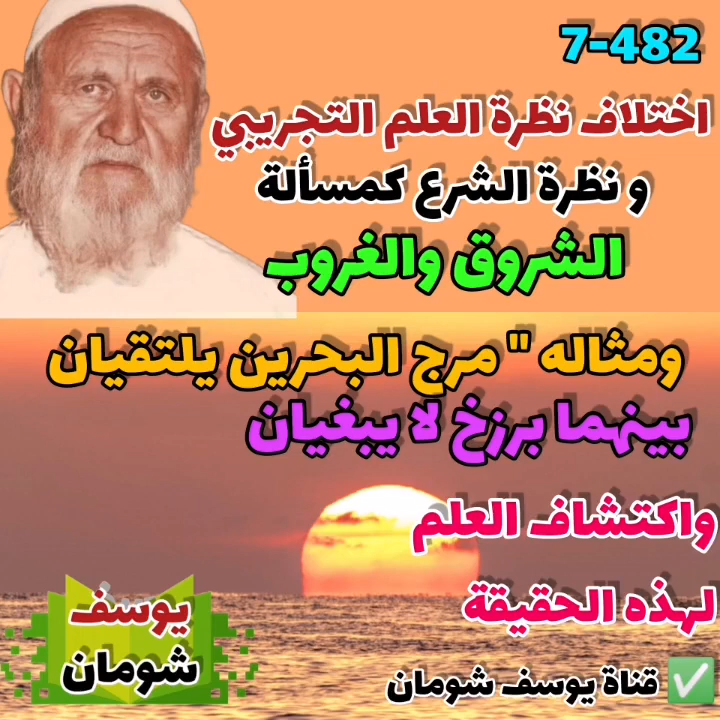 7-482
اختلاف نظرة العلم التجريبي
و نظرة الشرع كمسألة
الشروق والغروب
ومثاله " مرج البحرين يلتقيان
بينهما برزخ لا يبغيان
واكتشاف العلم
لهذه الحقيقة
يوسف
شومان
✅ قناة يوسف شومان